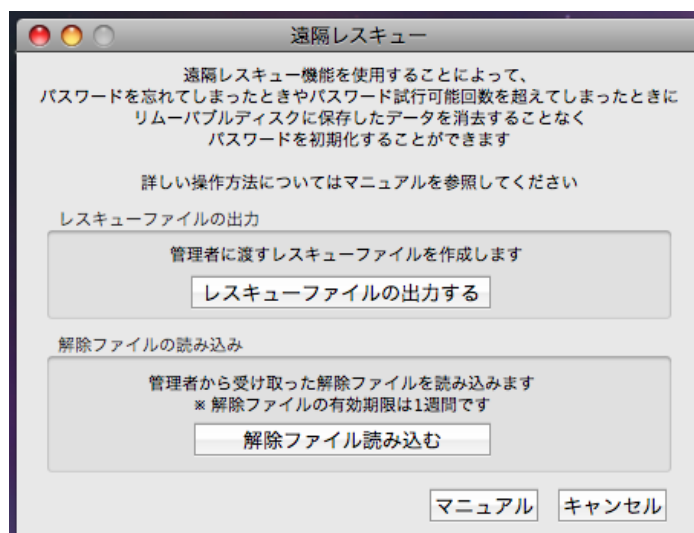 遠隔レスキュー
遠隔レスキュー機能を使用することによって、
パスワードを忘れてしまったときやパスワード試行可能回数を超えてしまったときに
リムーバブルディスクに保存したデータを消去することなく
パスワードを初期化することができます
詳しい操作方法についてはマニュアルを参照してください
レスキューファイルの出力
管理者に渡すレスキューファイルを作成します
レスキューファイルの出力する
解除ファイルの読み込み
管理者から受け取った解除ファイルを読み込みます
※ 解除ファイルの有効期限は1週間です
解除ファイル読み込む
マニュアル キャンセル